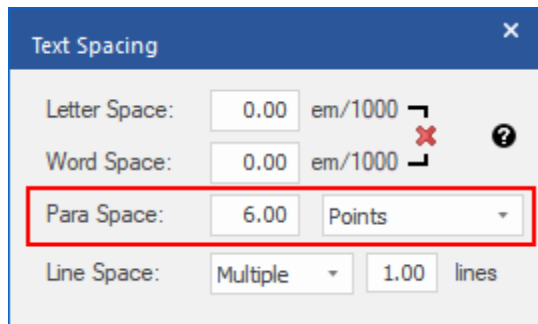 Text Spacing
Letter Space: 0.00 em/1000
Word Space: 0.00 em/1000
Para Space: 6.00 Points
Line Space: Multiple 1.00 lines